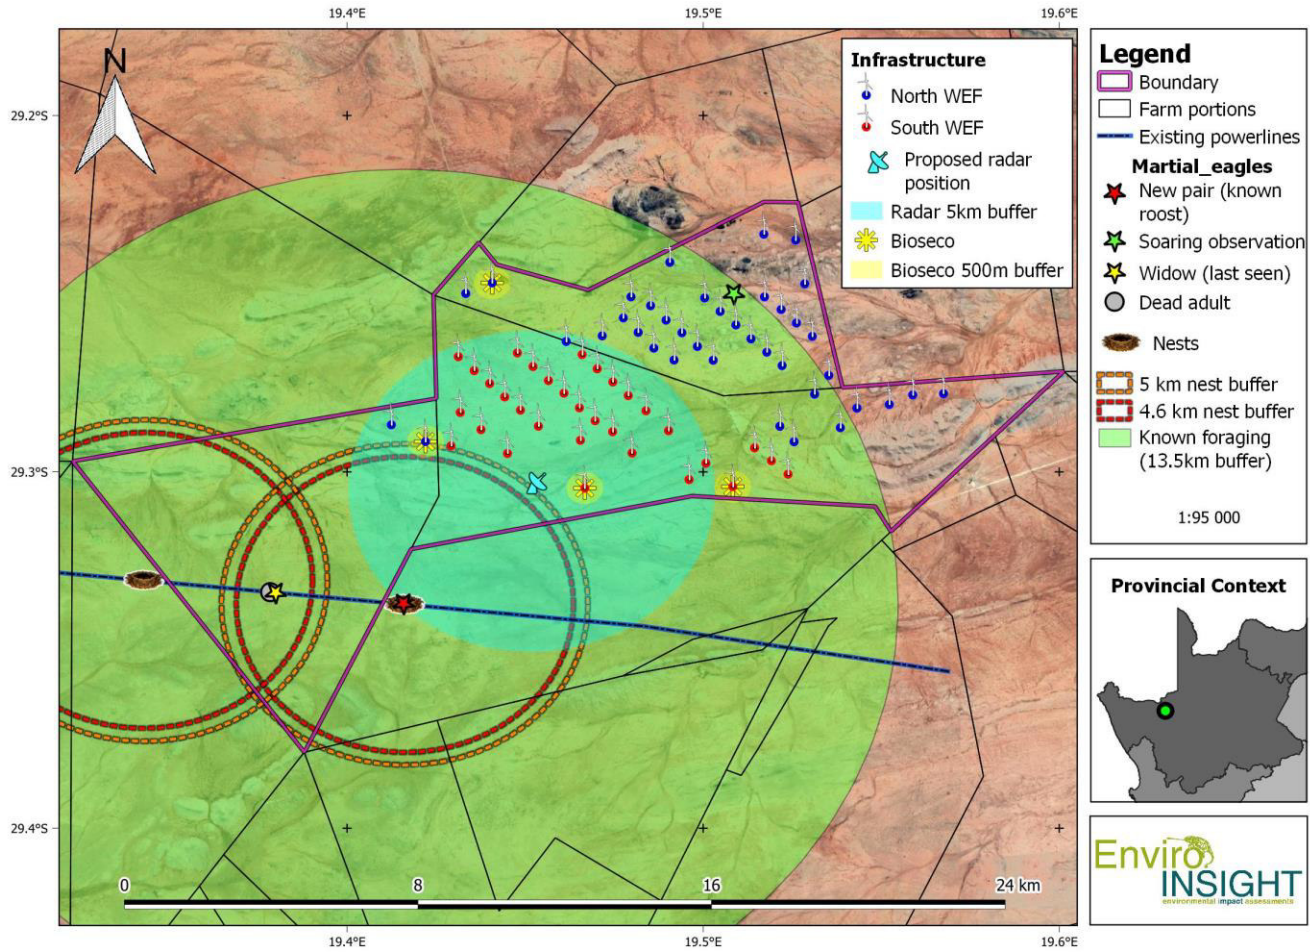 19.4°E
19.5°E
19.6°E
N
29.2°S
29.3°S
29.4°S
Infrastructure
North WEF
South WEF
Proposed radar
position
Radar 5km buffer
Bioseco
Bioseco 500m buffer
Legend
Boundary
Farm portions
Existing powerlines
Martial_eagles
New pair (known
roost)
Soaring observation
Widow (last seen)
Dead adult
Nests
5 km nest buffer
4.6 km nest buffer
Known foraging
(13.5km buffer)
1:95 000
Provincial Context
Enviro
INSIGHT
environmental impact assessments
0
8
16
24 km
19.4°E
19.5°E
19.6°E